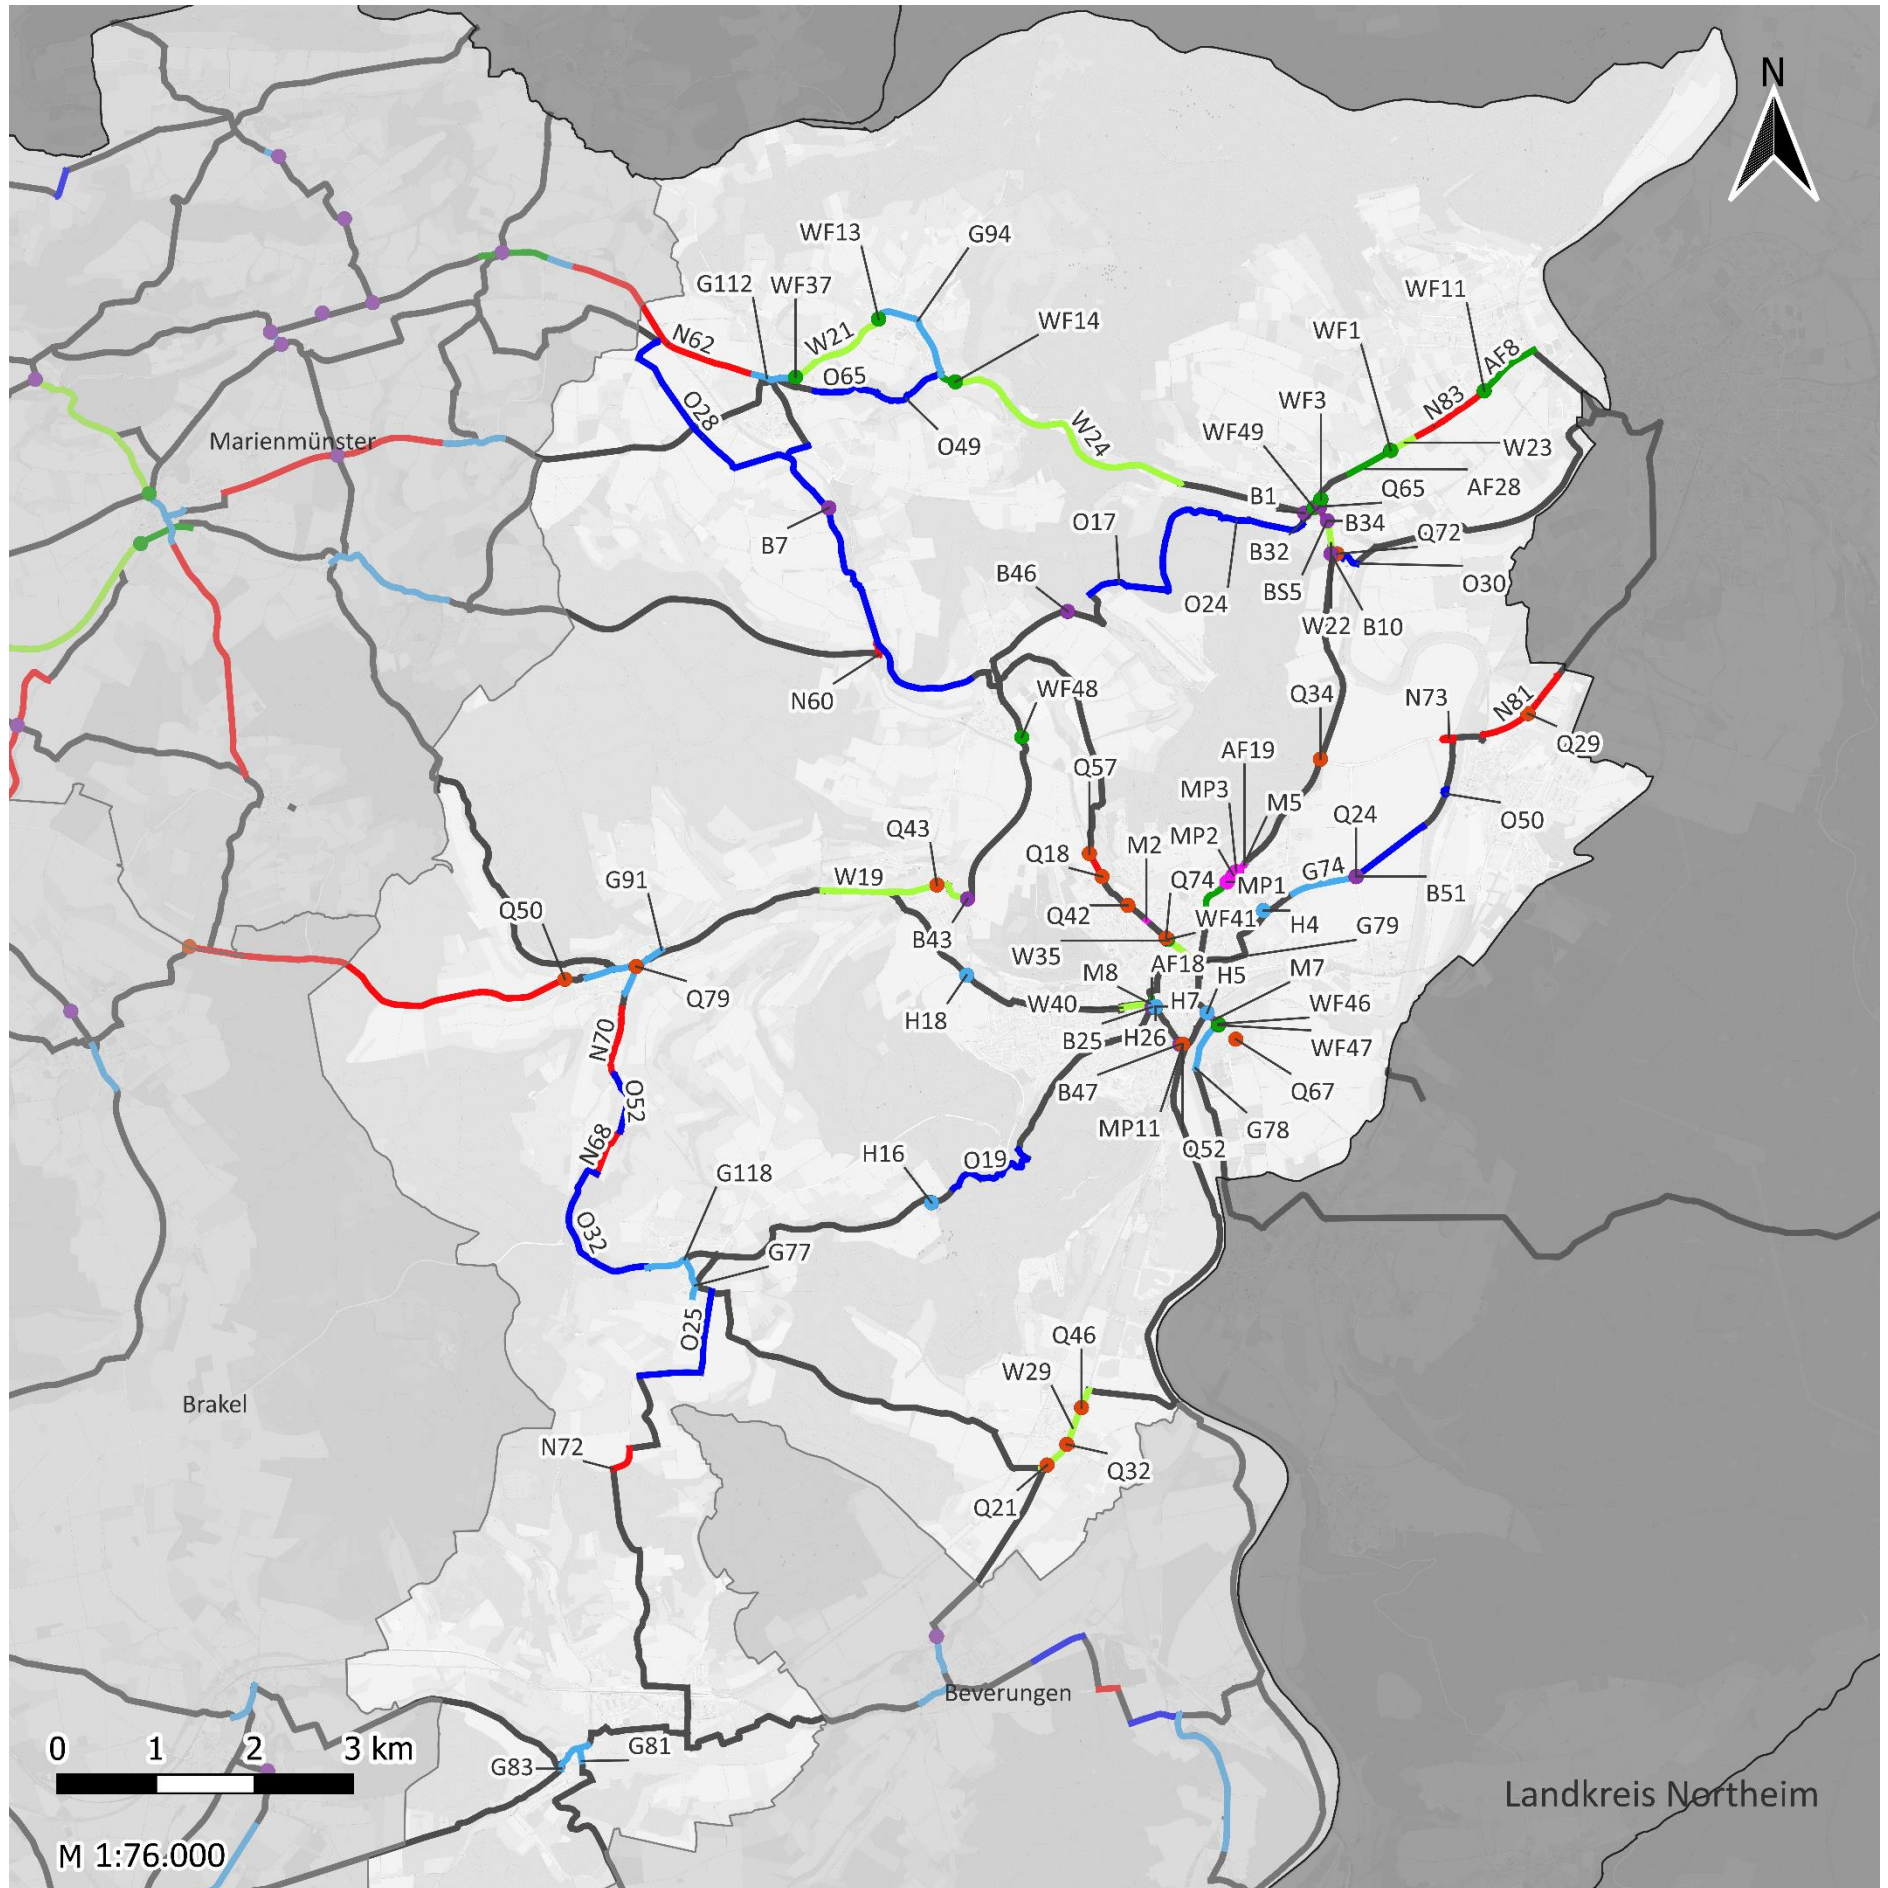 N
WF13
G94
G112
WF37
WF11
WF14
WF1
W21
N62
AF8
O65
N83
WF3
O28
W24
WF49
Marienmünster
O49
W23
B1
Q65
AF28
O17
B34
B7
Q72
B32
B46
O30
BS5
O24
W22
B10
WF48
Q34
N73
N81
N60
Q29
AF19
Q57
MP3
M5
Q24
O50
Q43
MP2
M2
Q18
Q74
G74
W19
MP1
G91
B51
Q50
Q42
WF41
H4
G79
B43
W35
AF18
H5
M7
M8
Q79
W40
H7
WF46
H18
B25
H26
WF47
N70
B47
Q67
O52
MP11
G78
N68
Q52
H16
O19
G118
O32
G77
O25
Q46
W29
Brakel
N72
Q32
Q21
Beverungen
G81
0 1 2 3 km
G83
Landkreis Northeim
M 1:76.000